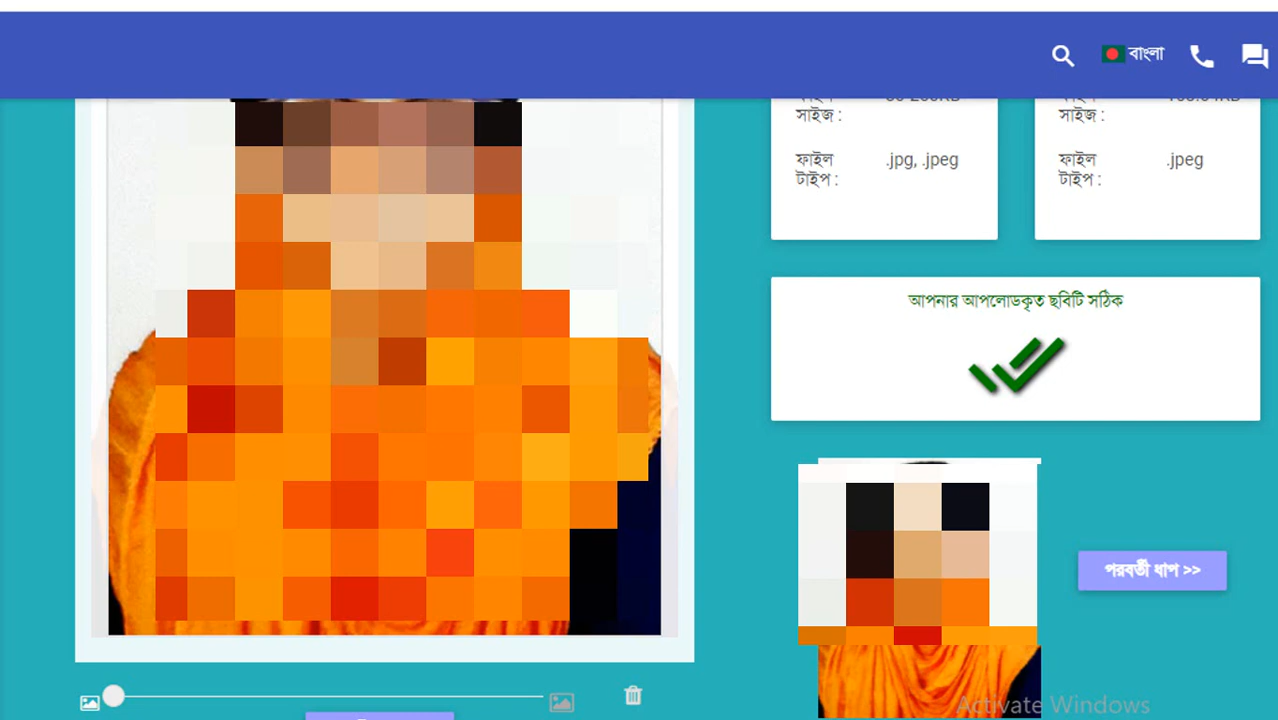 বাংলা
সাইজ :
ফাইল
টাইপ :
.jpg, .jpeg
সাইজ :
ফাইল
টাইপ :
.jpeg
আপনার আপলোডকৃত ছবিটি সঠিক
পরবর্তী ধাপ >>
Activate Windows